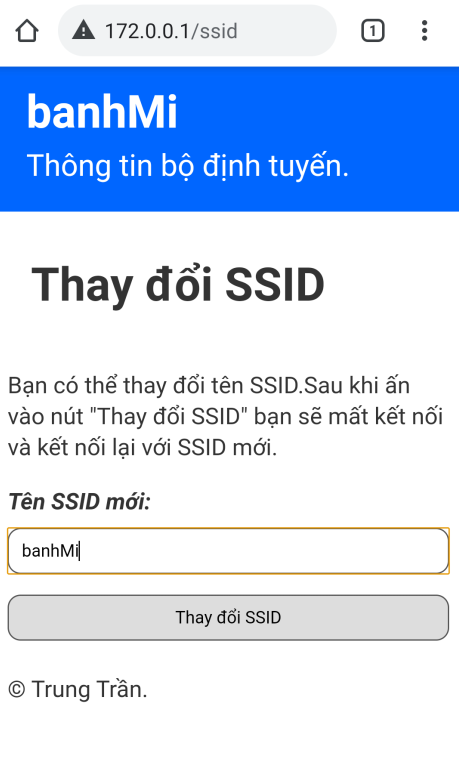 172.0.0.1/ssid
1
banhMi
Thông tin bộ định tuyến.
Thay đổi SSID
Bạn có thể thay đổi tên SSID.Sau khi ấn
vào nút "Thay đổi SSID" bạn sẽ mất kết nối
và kết nối lại với SSID mới.
Tên SSID mới:
banhMi
Thay đổi SSID
© Trung Trần.